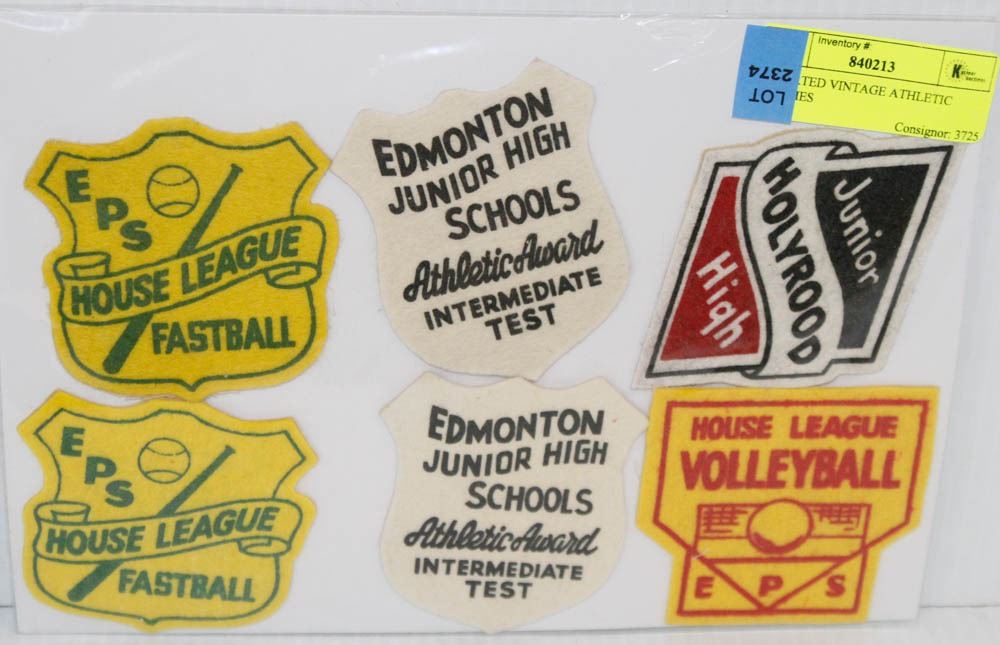 Inventory #:
840213
LOT
2374
VINTAGE ATHLETIC
Consignor: 3725
EPS
HOUSE LEAGUE
FASTBALL
EDMONTON
JUNIOR HIGH
SCHOOLS
Athletic Award
INTERMEDIATE
TEST
High
HOLYROOD
Junior
EPS
HOUSE LEAGUE
FASTBALL
EDMONTON
JUNIOR HIGH
SCHOOLS
Athletic Award
INTERMEDIATE
TEST
HOUSE LEAGUE
VOLLEYBALL
E P S